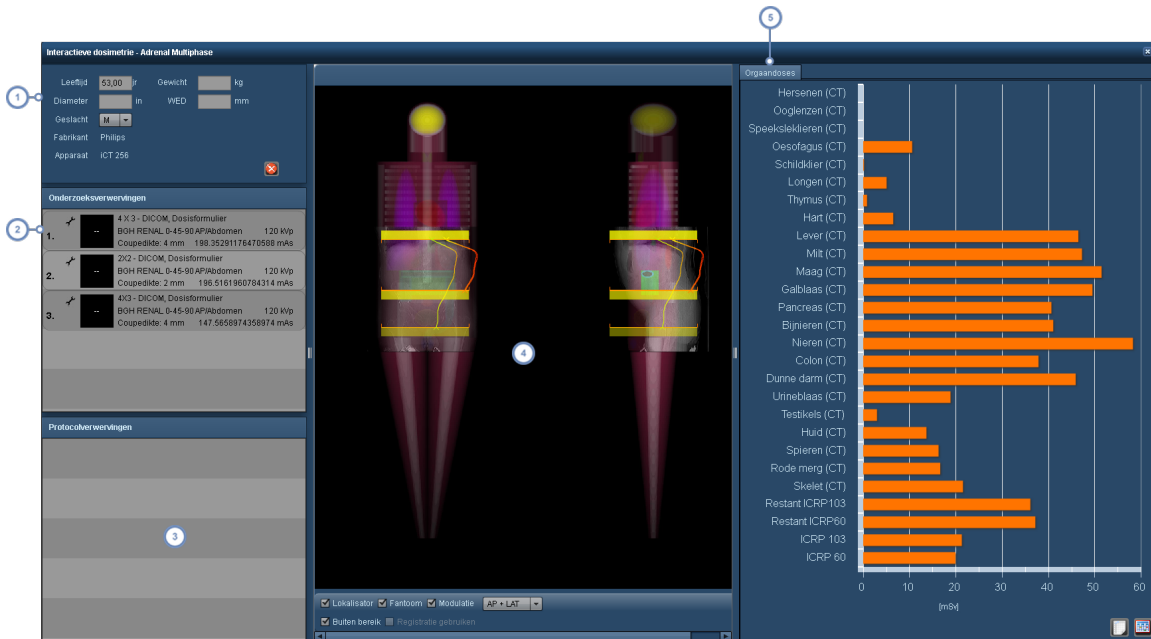 5
Interactieve dosimetrie - Adrenal Multiphase
1
Leeftijd 53,00 jr Gewicht kg
Diameter in WED mm
Geslacht M
Fabrikant Philips
Apparaat iCT 256
Onderzoeksverwervingen
2
1. -- 4 X 3 - DICOM, Dosisformulier
BGH RENAL 0-45-90 AP/Abdomen 120 kVp
Coupedikte: 4 mm 198.35291176470588 mAs
2. -- 2X2 - DICOM, Dosisformulier
BGH RENAL 0-45-90 AP/Abdomen 120 kVp
Coupedikte: 2 mm 196.5161960784314 mAs
3. -- 4X3 - DICOM, Dosisformulier
BGH RENAL 0-45-90 AP/Abdomen 120 kVp
Coupedikte: 4 mm 147.5658974358974 mAs
Protocolverwervingen
3
4
Lokalisator Fantoom Modulatie AP + LAT
Buiten bereik Registratie gebruiken
Orgaandoses
Hersenen (CT)
Ooglenzen (CT)
Speekselklieren (CT)
Oesofagus (CT)
Schildklier (CT)
Longen (CT)
Thymus (CT)
Hart (CT)
Lever (CT)
Milt (CT)
Maag (CT)
Galblaas (CT)
Pancreas (CT)
Bijnieren (CT)
Nieren (CT)
Colon (CT)
Dunne darm (CT)
Urineblaas (CT)
Testikels (CT)
Huid (CT)
Spieren (CT)
Rode merg (CT)
Skelet (CT)
Restant ICRP103
Restant ICRP60
ICRP 103
ICRP 60
0 10 20 30 40 50 60
[mSv]